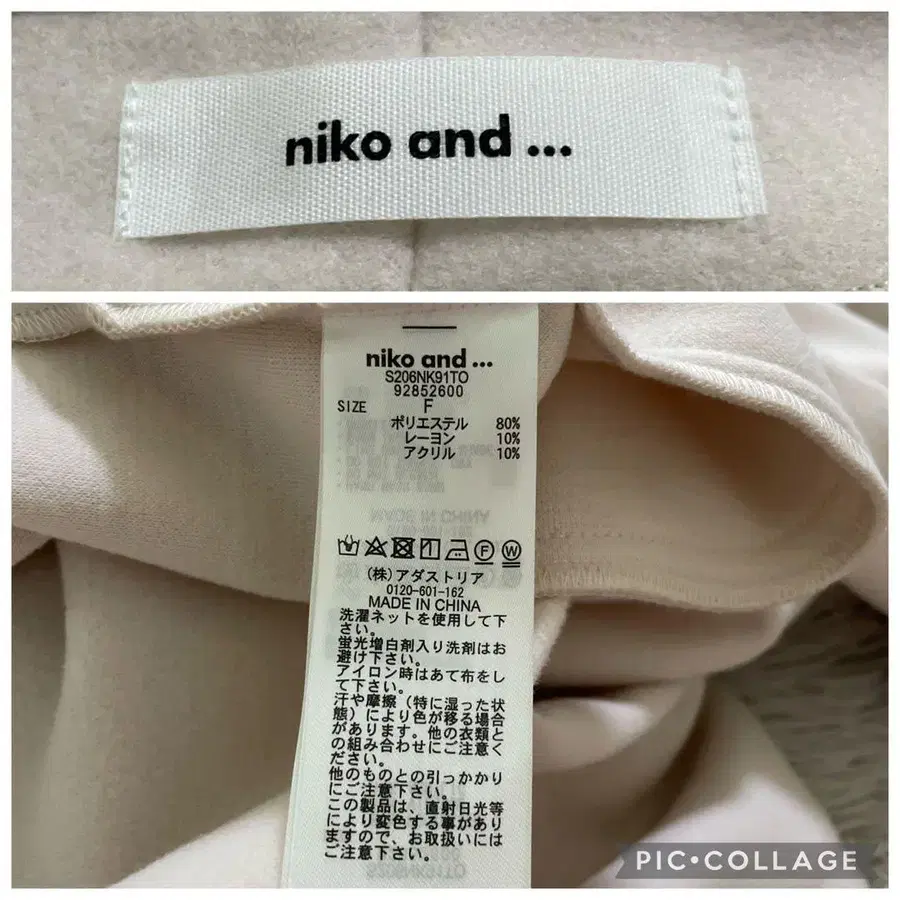 niko and ...
niko and ...
S206NK91TO
92852600
SIZE F
ポリエステル 80%
レーヨン 10%
アクリル 10%
(株)アダストリア
0120-601-162
MADE IN CHINA
洗濯ネットを使用して下
さい。
蛍光増白剤入り洗剤はお
避け下さい。
アイロン時はあて布をし
て下さい。
汗や摩擦（特に湿った状
態）により色が移る場合
があります。他の衣類と
の組み合わせにご注意く
ださい。
他のものとの引っかかり
にご注意下さい。
この製品は、直射日光等
により変色する事があり
ますので、お取扱いには
ご注意下さい。
PIC•COLLAGE